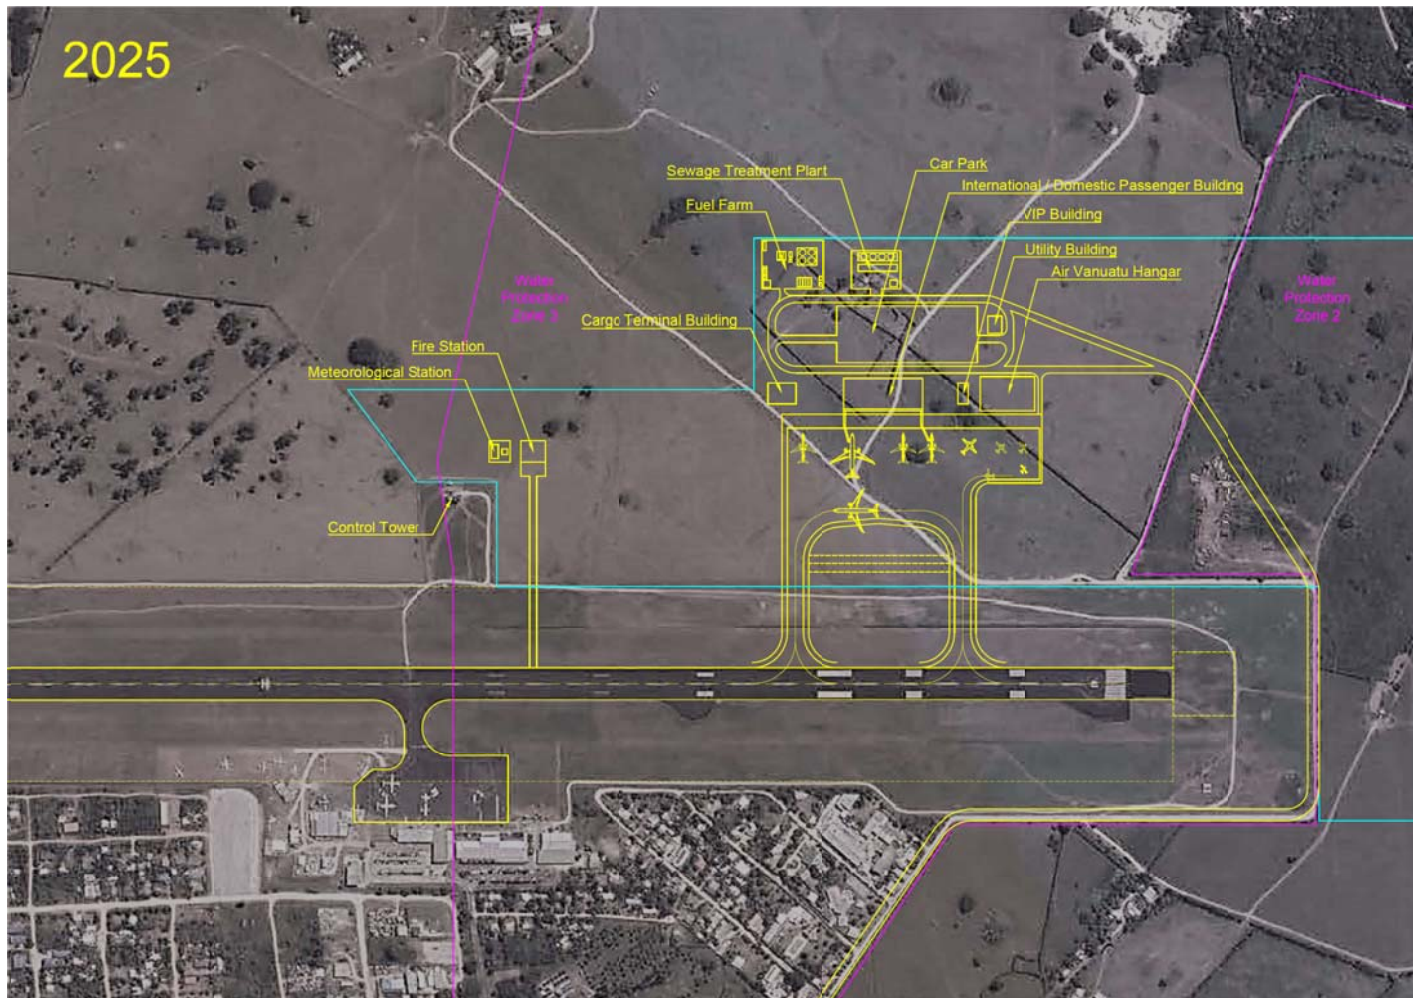 2025
Sewage Treatment Plant
Car Park
International / Domestic Passenger Building
Fuel Farm
VIP Building
Utility Building
Air Vanuatu Hangar
Water
Protection
Zone 3
Water
Protection
Zone 2
Cargo Terminal Building
Fire Station
Meteorological Station
Control Tower